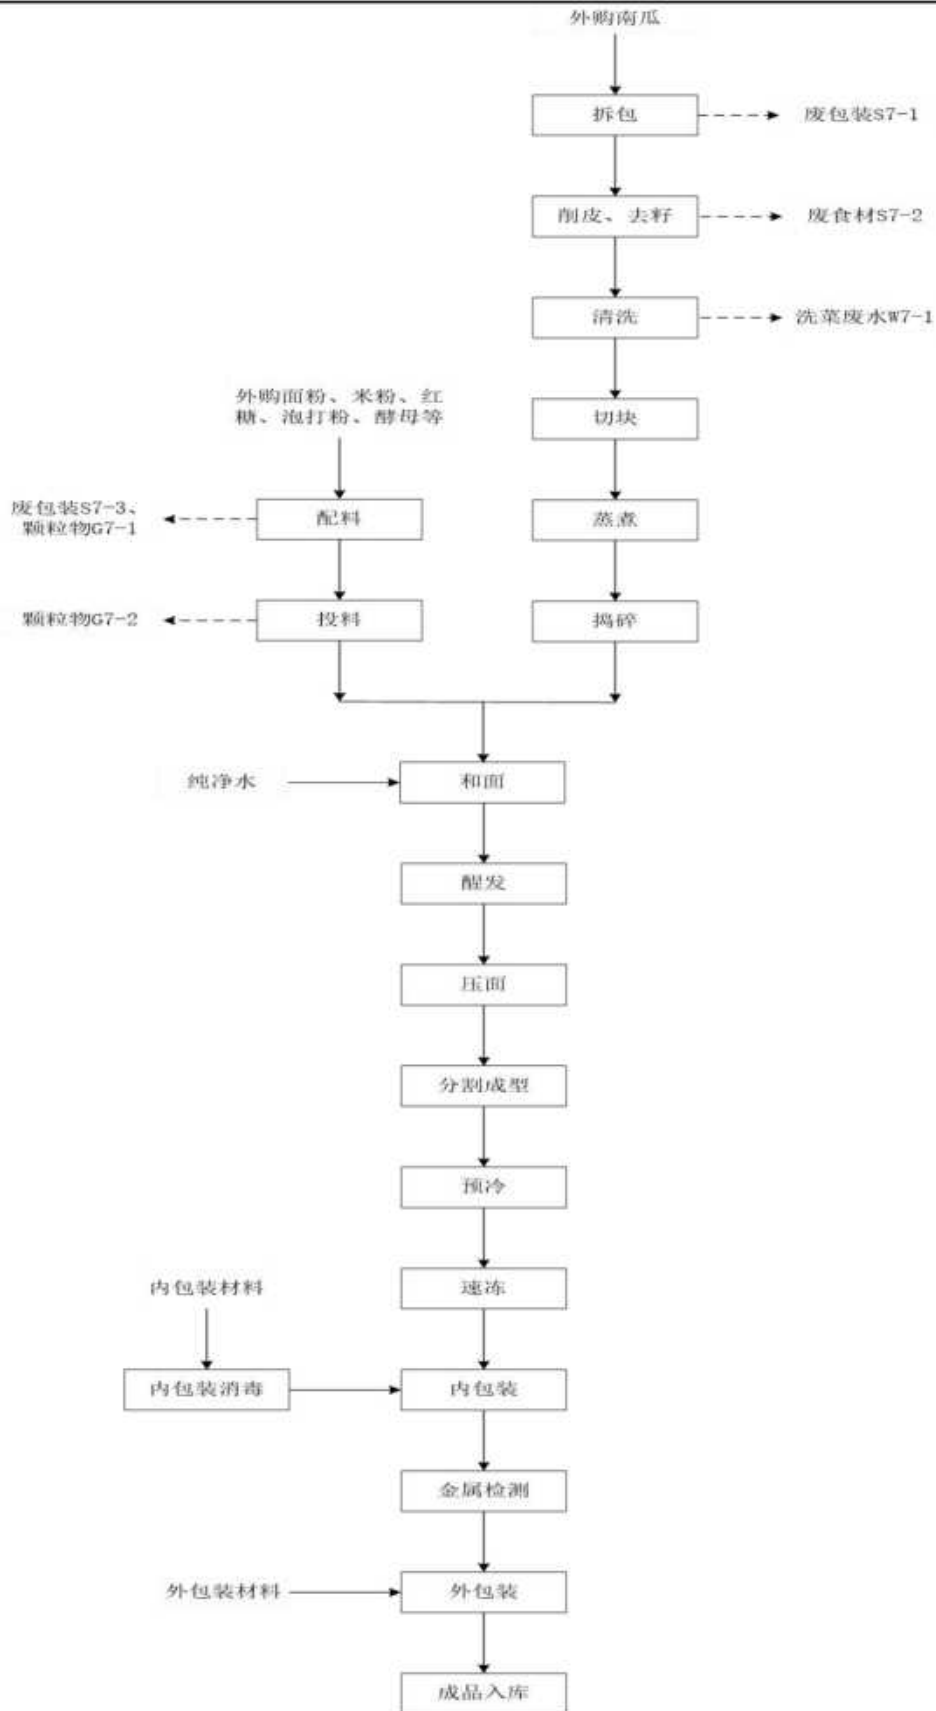 外购南瓜
拆包
废包装S7-1
削皮、去籽
废食材S7-2
清洗
洗菜废水W7-1
外购面粉、米粉、红
糖、泡打粉、酵母等
切块
废包装S7-3、
颗粒物G7-1
配料
蒸煮
颗粒物G7-2
投料
捣碎
纯净水
和面
醒发
压面
分割成型
预冷
内包装材料
速冻
内包装消毒
内包装
金属检测
外包装材料
外包装
成品入库